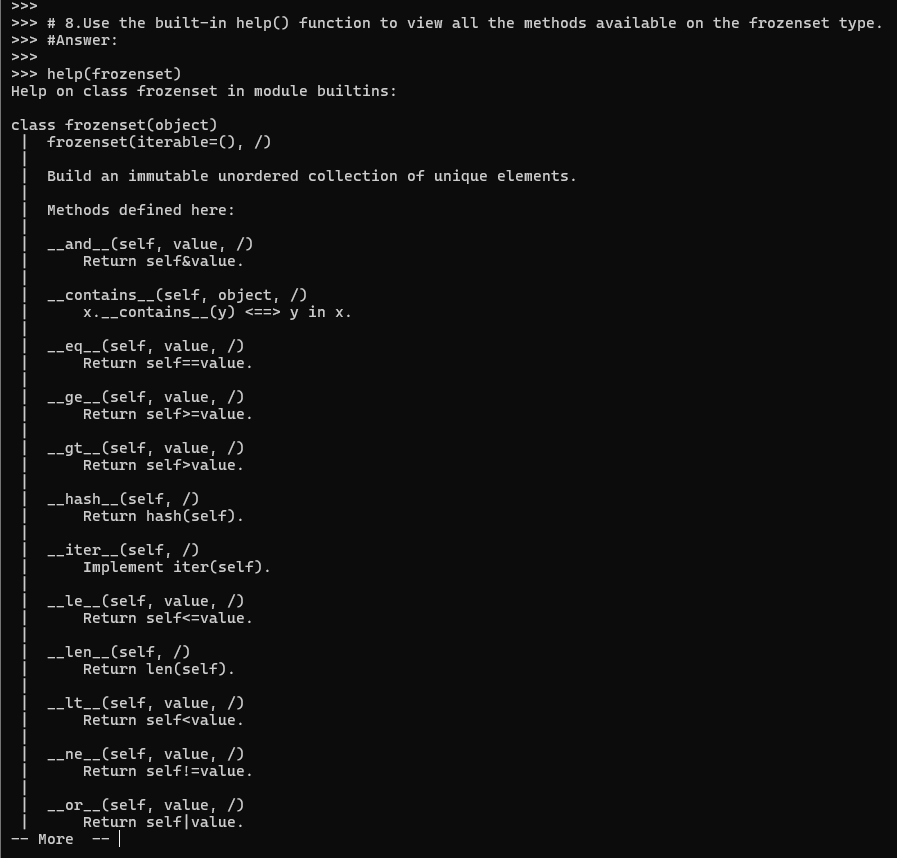 >>>
>>> # 8.Use the built-in help() function to view all the methods available on the frozenset type.
>>> #Answer:
>>>
>>> help(frozenset)
Help on class frozenset in module builtins:

class frozenset(object)
 |  frozenset(iterable=(), /)
 |
 |  Build an immutable unordered collection of unique elements.
 |
 |  Methods defined here:
 |
 |  __and__(self, value, /)
 |      Return self&value.
 |
 |  __contains__(self, object, /)
 |      x.__contains__(y) <==> y in x.
 |
 |  __eq__(self, value, /)
 |      Return self==value.
 |
 |  __ge__(self, value, /)
 |      Return self>=value.
 |
 |  __gt__(self, value, /)
 |      Return self>value.
 |
 |  __hash__(self, /)
 |      Return hash(self).
 |
 |  __iter__(self, /)
 |      Implement iter(self).
 |
 |  __le__(self, value, /)
 |      Return self<=value.
 |
 |  __len__(self, /)
 |      Return len(self).
 |
 |  __lt__(self, value, /)
 |      Return self<value.
 |
 |  __ne__(self, value, /)
 |      Return self!=value.
 |
 |  __or__(self, value, /)
 |      Return self|value.
-- More  --